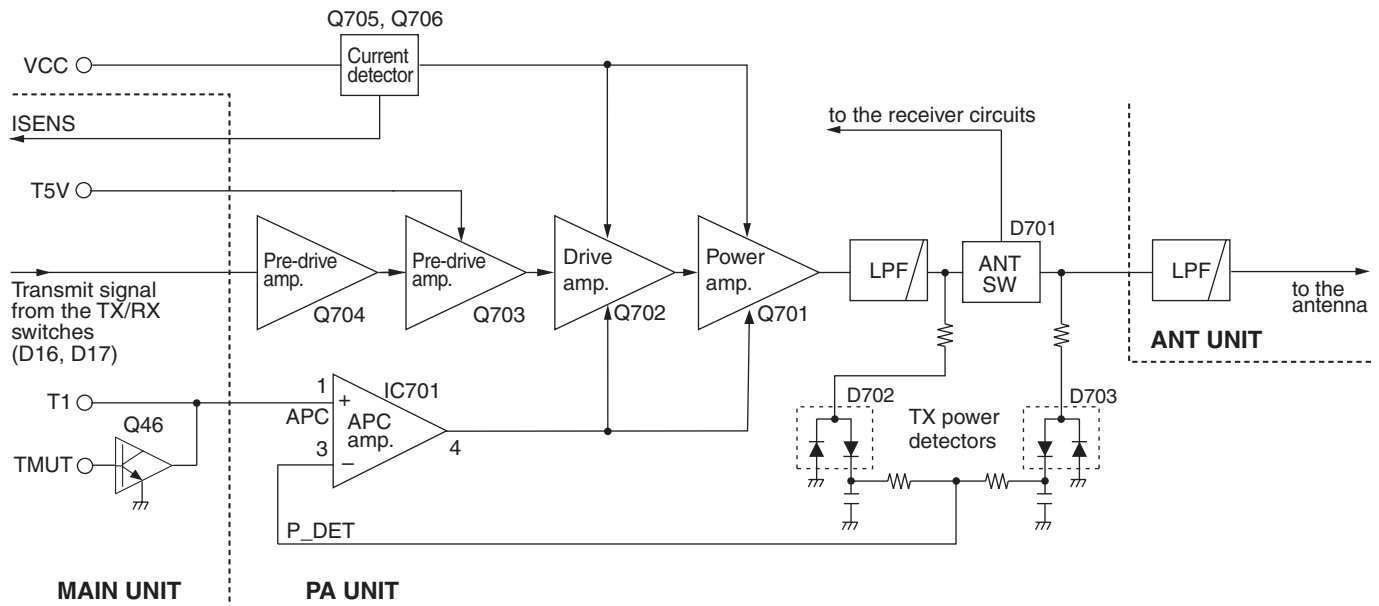 Q705, Q706
VCC
Current
detector
ISENS
to the receiver circuits
T5V
D701
Pre-drive
amp.
Q704
Pre-drive
amp.
Q703
Drive
amp.
Q702
Power
amp.
Q701
LPF
ANT
SW
LPF
to the
antenna
ANT UNIT
Transmit signal
from the TX/RX
switches
(D16, D17)
T1
Q46
TMUT
1
APC
3
+
−
IC701
APC
amp.
4
D702
TX power
detectors
D703
P_DET
MAIN UNIT
PA UNIT